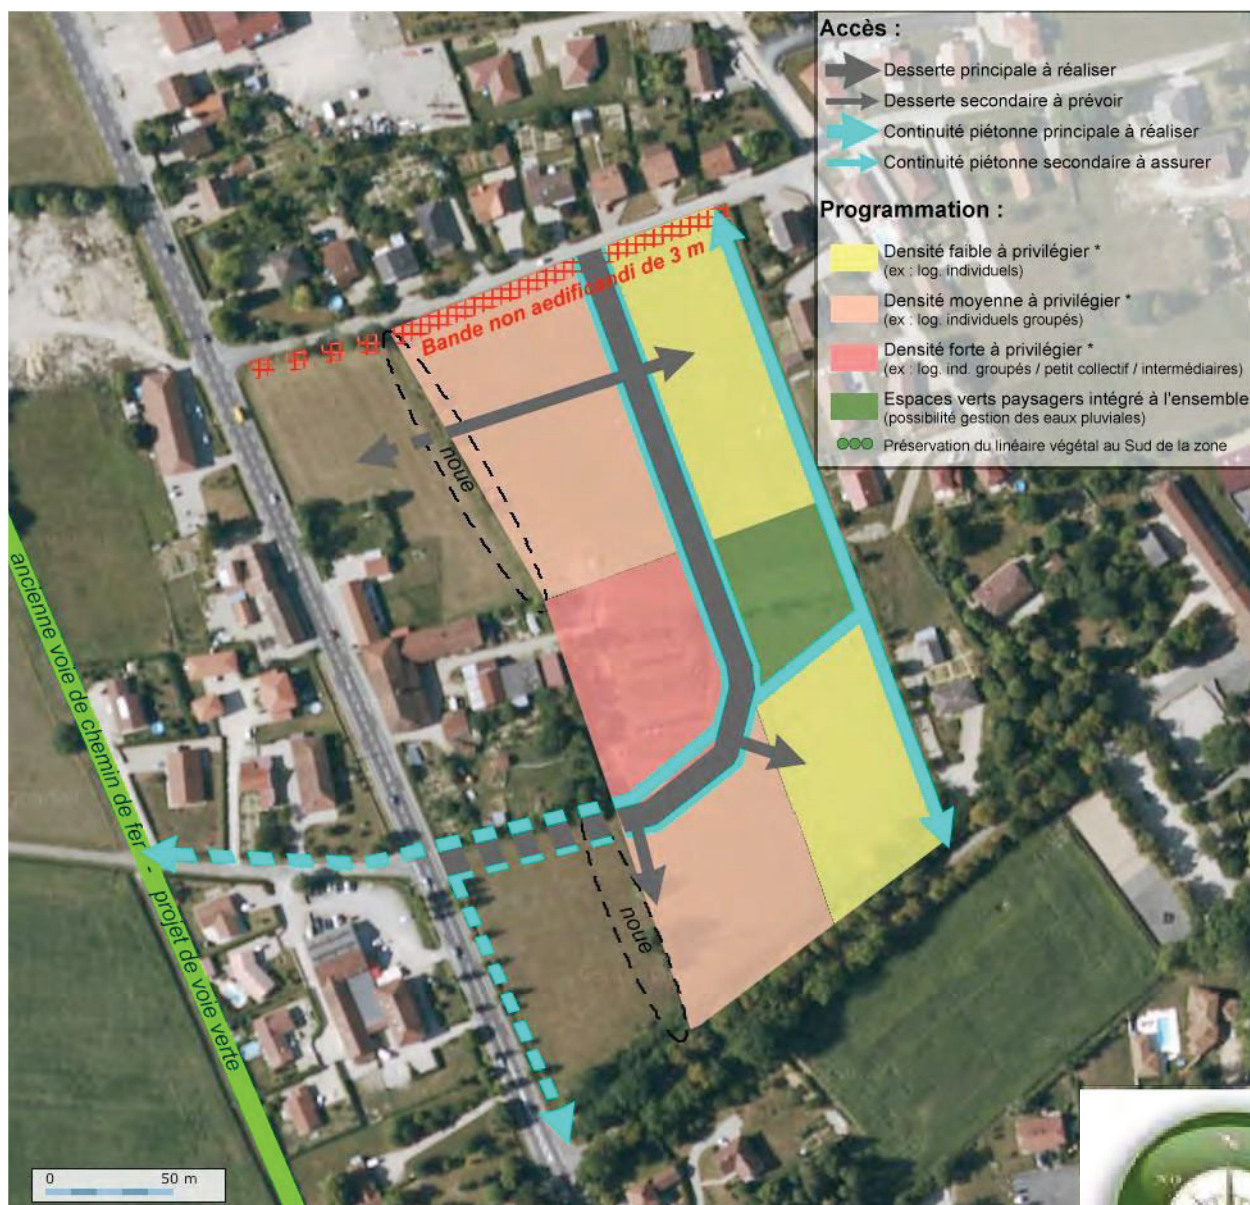 Accès :
Desserte principale à réaliser
Desserte secondaire à prévoir
Continuité piétonne principale à réaliser
Continuité piétonne secondaire à assurer
Programmation :
Densité faible à privilégier *
(ex : log. individuels)
Densité moyenne à privilégier *
(ex : log. individuels groupés)
Densité forte à privilégier *
(ex : log. ind. groupés / petit collectif / intermédiaires)
Espaces verts paysagers intégré à l'ensemble
(possibilité gestion des eaux pluviales)
Préservation du linéaire végétal au Sud de la zone
Bande non aedificandi de 3 m
noue
ancienne voie de chemin de fer - projet de voie verte
noue
0 50 m